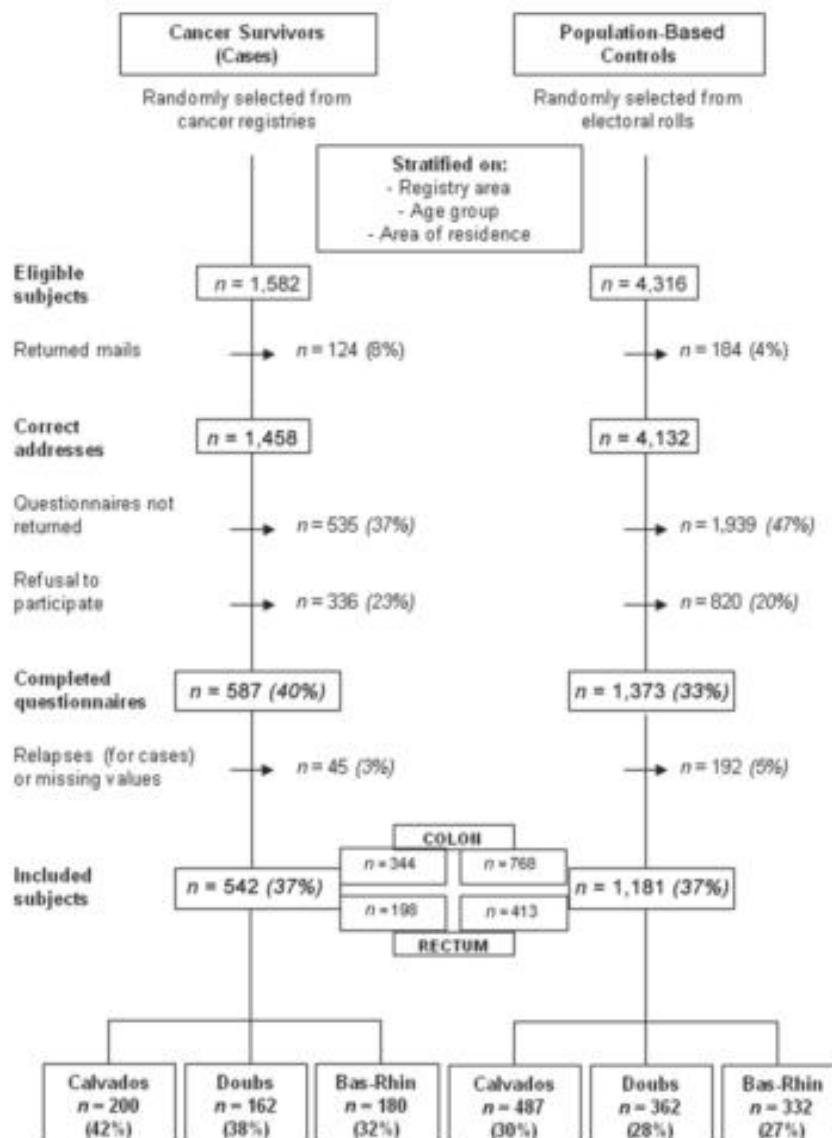 Cancer Survivors
(Cases)
Population-Based
Controls
Randomly selected from
cancer registries
Randomly selected from
electoral rolls
Stratified on:
- Registry area
- Age group
- Area of residence
Eligible
subjects
n = 1,582
n = 4,316
Returned mails
n = 124 (8%)
n = 184 (4%)
Correct
addresses
n = 1,458
n = 4,132
Questionnaires not
returned
n = 535 (37%)
n = 1,939 (47%)
Refusal to
participate
n = 336 (23%)
n = 820 (20%)
Completed
questionnaires
n = 587 (40%)
n = 1,373 (33%)
Relapses (for cases)
or missing values
n = 45 (3%)
n = 192 (5%)
COLON
n = 344
n = 768
Included
subjects
n = 542 (37%)
n = 1,181 (37%)
n = 198
n = 413
RECTUM
Calvados
n = 200
(42%)
Doubs
n = 162
(38%)
Bas-Rhin
n = 180
(32%)
Calvados
n = 487
(30%)
Doubs
n = 362
(28%)
Bas-Rhin
n = 332
(27%)